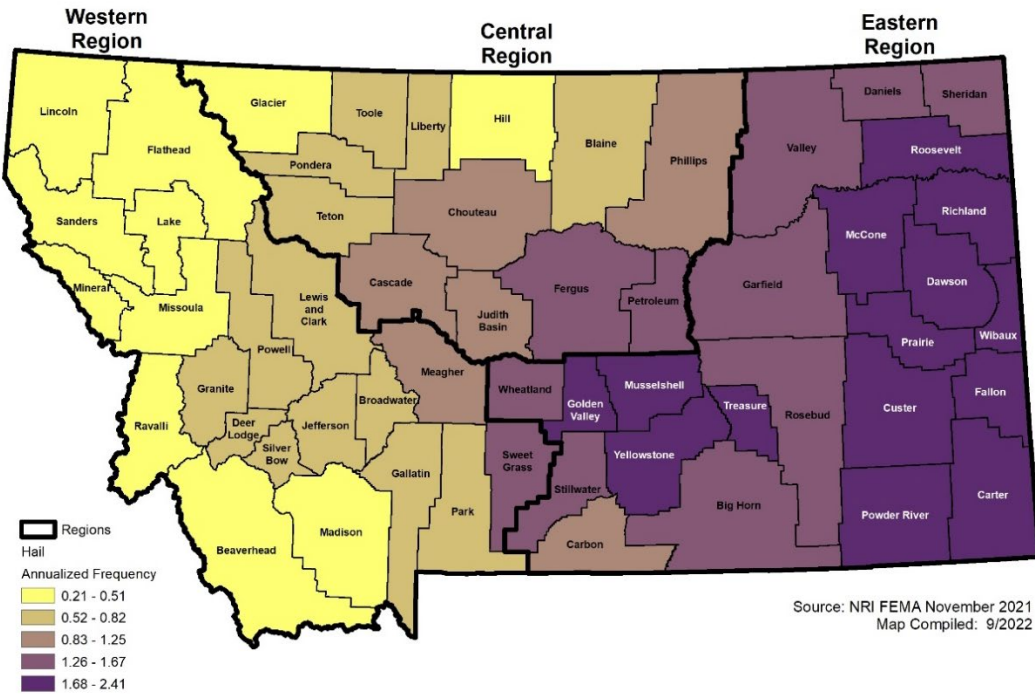 Western
Region
Central
Region
Eastern
Region
Lincoln
Flathead
Glacier
Toole
Liberty
Hill
Blaine
Phillips
Valley
Daniels
Sheridan
Roosevelt
Pondera
Teton
Chouteau
Sanders
Lake
McCone
Richland
Mineral
Missoula
Lewis
and
Clark
Cascade
Judith
Basin
Fergus
Petroleum
Garfield
Dawson
Powell
Prairie
Wibaux
Granite
Meagher
Wheatland
Golden
Valley
Musselshell
Treasure
Rosebud
Custer
Fallon
Ravalli
Deer
Lodge
Silver
Bow
Jefferson
Broadwater
Gallatin
Park
Sweet
Grass
Stillwater
Yellowstone
Big Horn
Powder River
Carter
Beaverhead
Madison
Carbon
Regions
Hail
Annualized Frequency
0.21 - 0.51
0.52 - 0.82
0.83 - 1.25
1.26 - 1.67
1.68 - 2.41
Source: NRI FEMA November 2021
Map Compiled: 9/2022